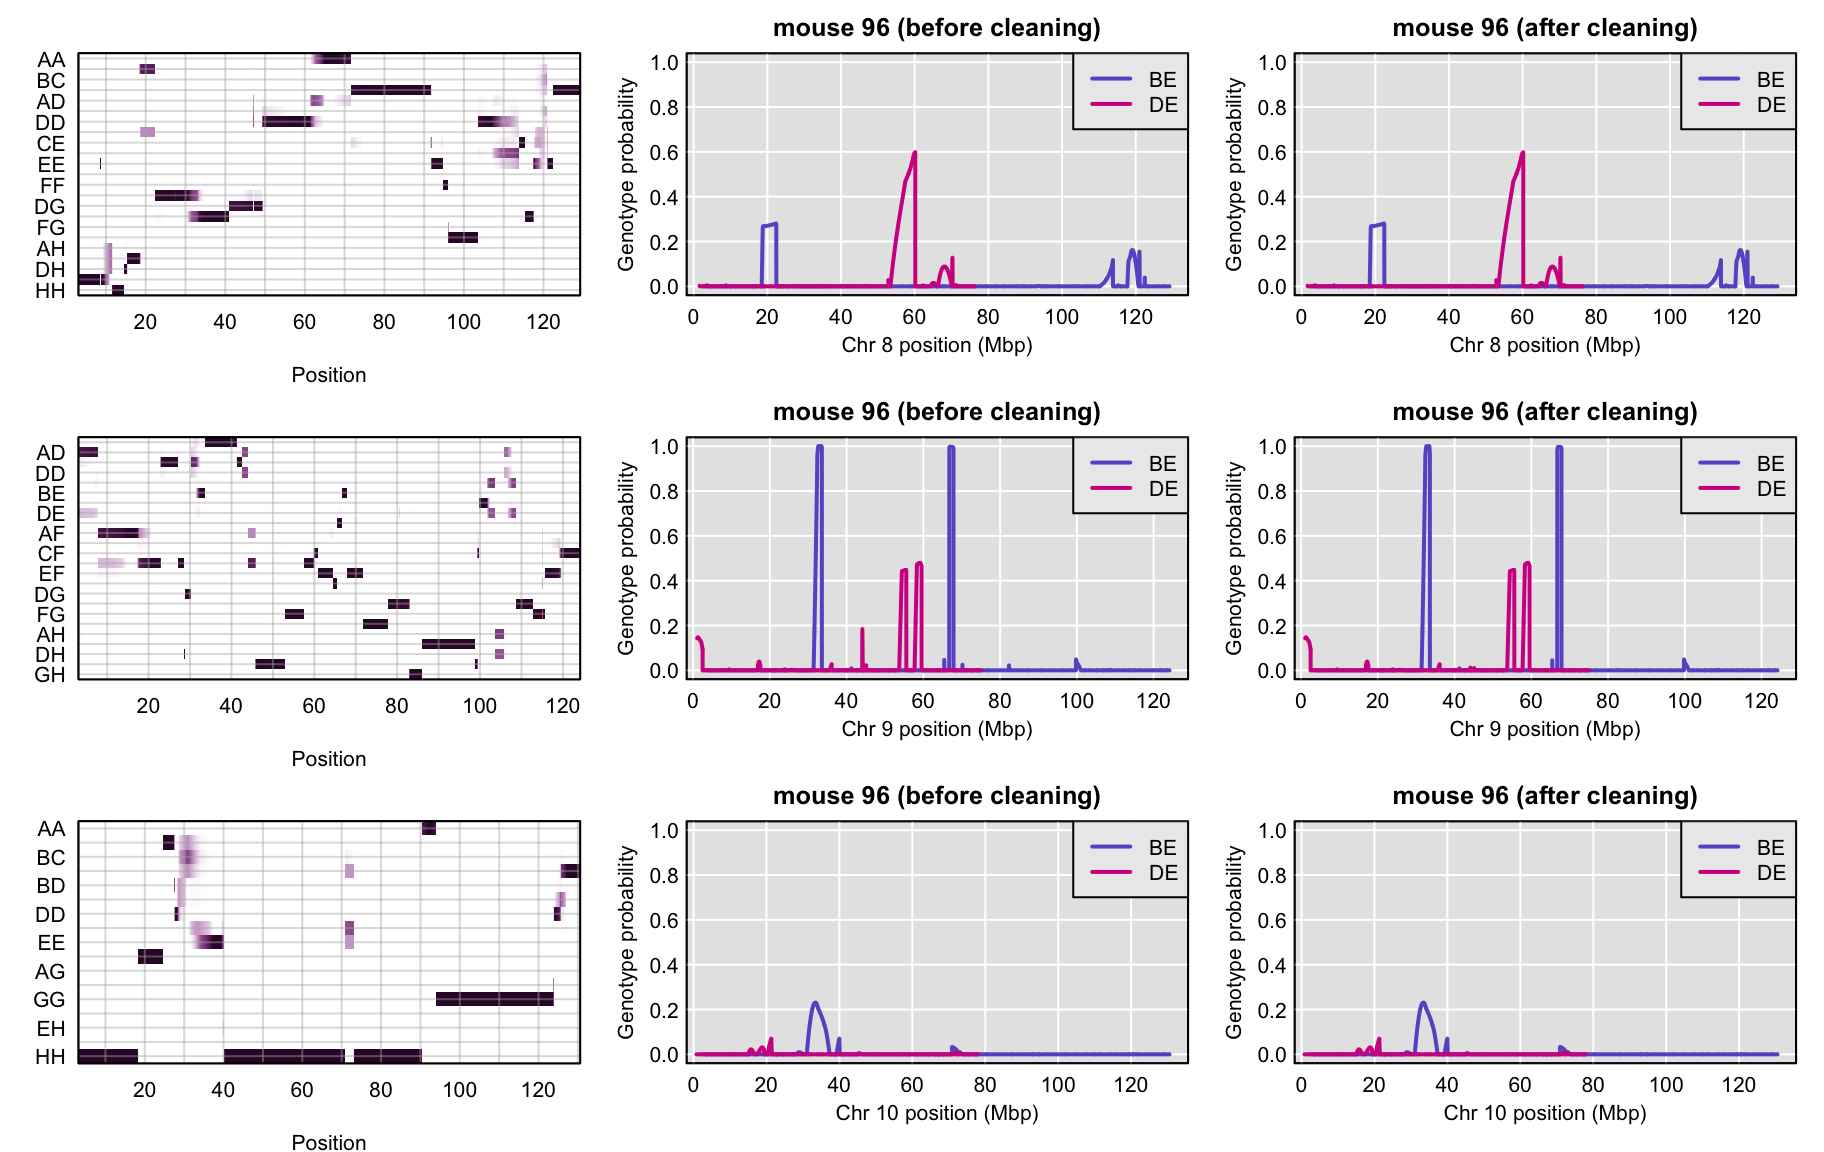 mouse 96 (before cleaning)
mouse 96 (after cleaning)
AA
BC
AD
DD
CE
EE
FF
DG
FG
AH
DH
HH
20 40 60 80 100 120
Position
1.0
0.8
0.6
0.4
0.2
0.0
Genotype probability
BE
DE
0 20 40 60 80 100 120
Chr 8 position (Mbp)
1.0
0.8
0.6
0.4
0.2
0.0
Genotype probability
BE
DE
0 20 40 60 80 100 120
Chr 8 position (Mbp)
mouse 96 (before cleaning)
mouse 96 (after cleaning)
AD
DD
BE
DE
AF
CF
EF
DG
FG
AH
DH
GH
20 40 60 80 100 120
Position
1.0
0.8
0.6
0.4
0.2
0.0
Genotype probability
BE
DE
0 20 40 60 80 100 120
Chr 9 position (Mbp)
1.0
0.8
0.6
0.4
0.2
0.0
Genotype probability
BE
DE
0 20 40 60 80 100 120
Chr 9 position (Mbp)
mouse 96 (before cleaning)
mouse 96 (after cleaning)
AA
BC
BD
DD
EE
AG
GG
EH
HH
20 40 60 80 100 120
Position
1.0
0.8
0.6
0.4
0.2
0.0
Genotype probability
BE
DE
0 20 40 60 80 100 120
Chr 10 position (Mbp)
1.0
0.8
0.6
0.4
0.2
0.0
Genotype probability
BE
DE
0 20 40 60 80 100 120
Chr 10 position (Mbp)